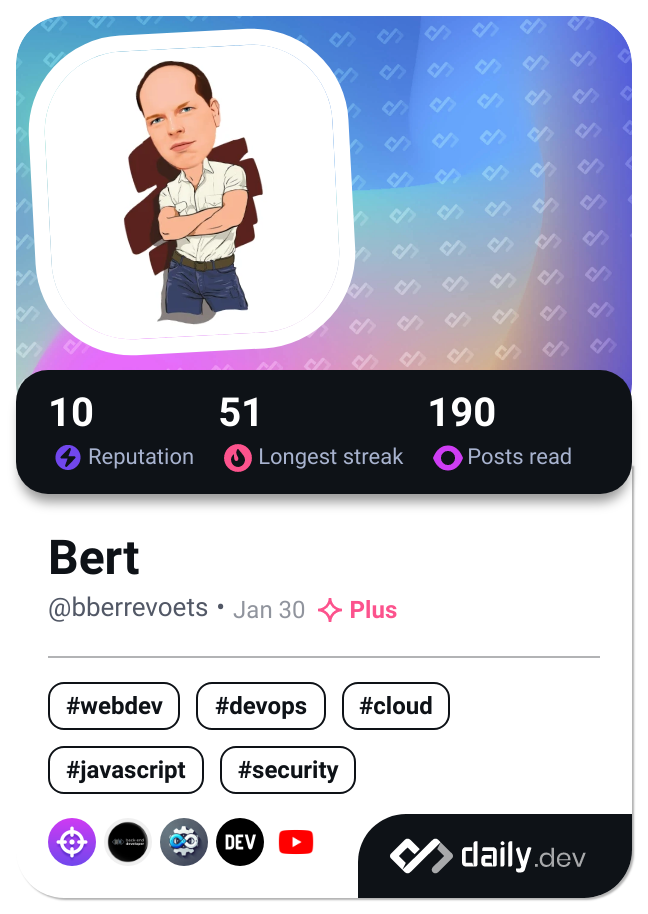 10 51 190
Reputation Longest streak Posts read
Bert
@bberrevoets • Jan 30 Plus
#webdev #devops #cloud
#javascript #security
DEV
daily.dev